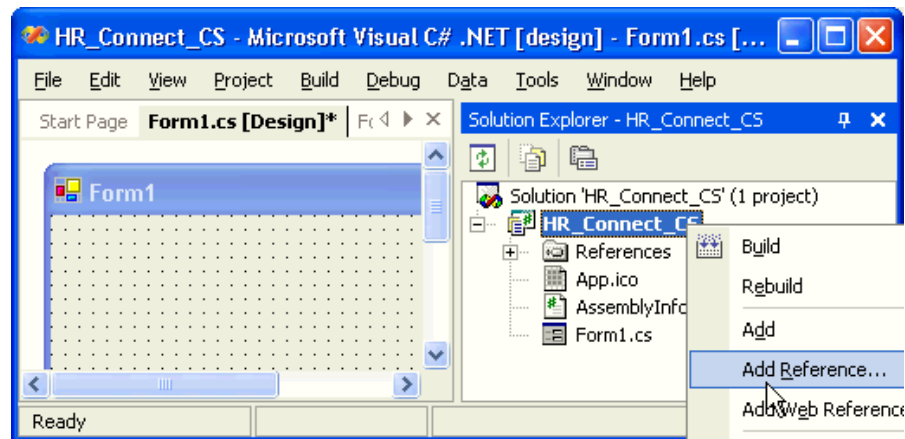 HR_Connect_CS - Microsoft Visual C# .NET [design] - Form1.cs [...
File Edit View Project Build Debug Data Tools Window Help
Start Page Form1.cs [Design]*
Solution Explorer - HR_Connect_CS
Form1
Solution 'HR_Connect_CS' (1 project)
HR_Connect_CS
References
App.ico
AssemblyInfo
Form1.cs
Build
Rebuild
Add
Add Reference...
Add Web Reference
Ready